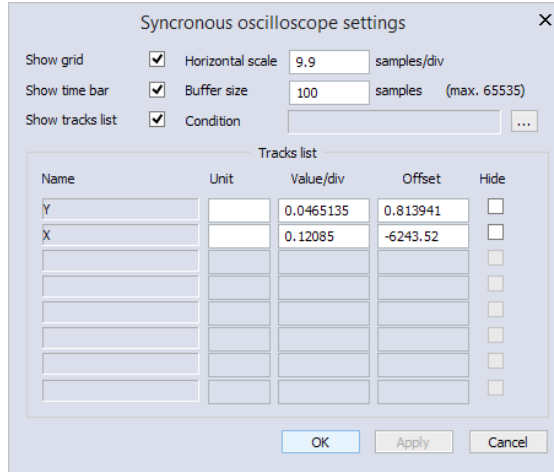 Syncronous oscilloscope settings
Show grid Horizontal scale 9.9 samples/div
Show time bar Buffer size 100 samples (max. 65535)
Show tracks list Condition ...
Tracks list
Name Unit Value/div Offset Hide
Y 0.0465135 0.813941
X 0.12085 -6243.52
OK Apply Cancel